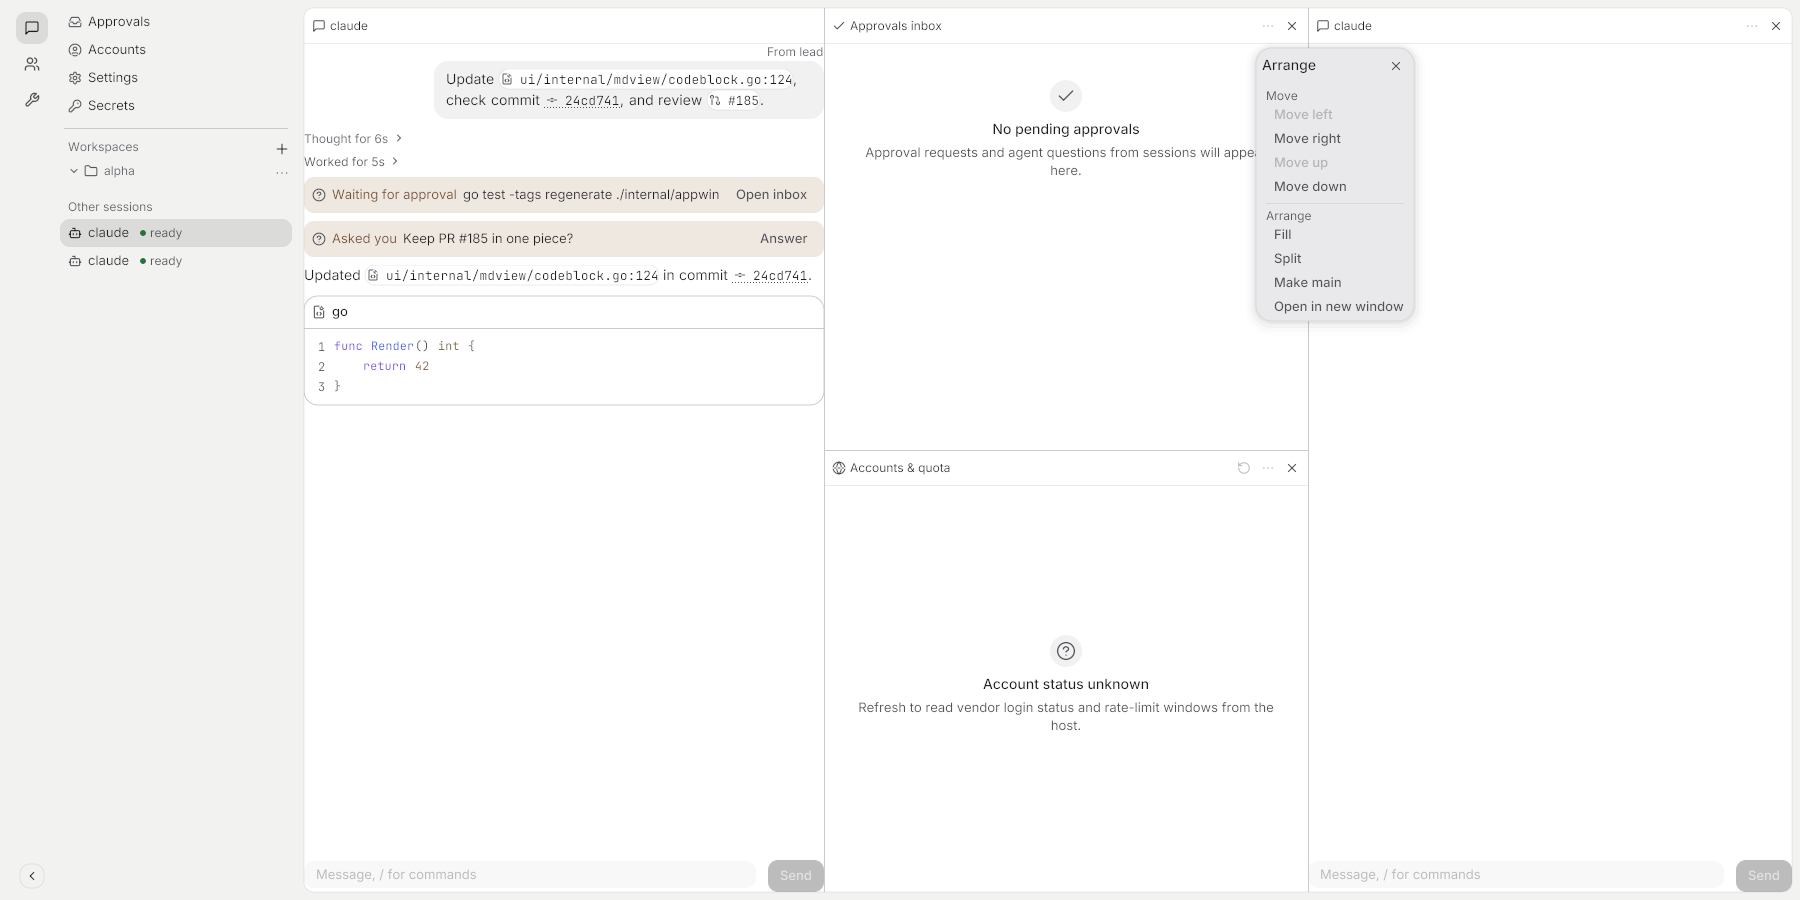 Approvals
Accounts
Settings
Secrets
Workspaces
alpha
Other sessions
claude ready
claude ready
claude
From lead
Update ui/internal/mdview/codeblock.go:124,
check commit 24cd741, and review #185.
Thought for 6s
Worked for 5s
Waiting for approval go test -tags regenerate ./internal/appwin Open inbox
Asked you Keep PR #185 in one piece? Answer
Updated ui/internal/mdview/codeblock.go:124 in commit 24cd741.
go
1 func Render() int {
2     return 42
3 }
Message, / for commands
Send
Approvals inbox
No pending approvals
Approval requests and agent questions from sessions will appea
here.
Accounts & quota
Account status unknown
Refresh to read vendor login status and rate-limit windows from the
host.
claude
Arrange
Move
Move left
Move right
Move up
Move down
Arrange
Fill
Split
Make main
Open in new window
Message, / for commands
Send